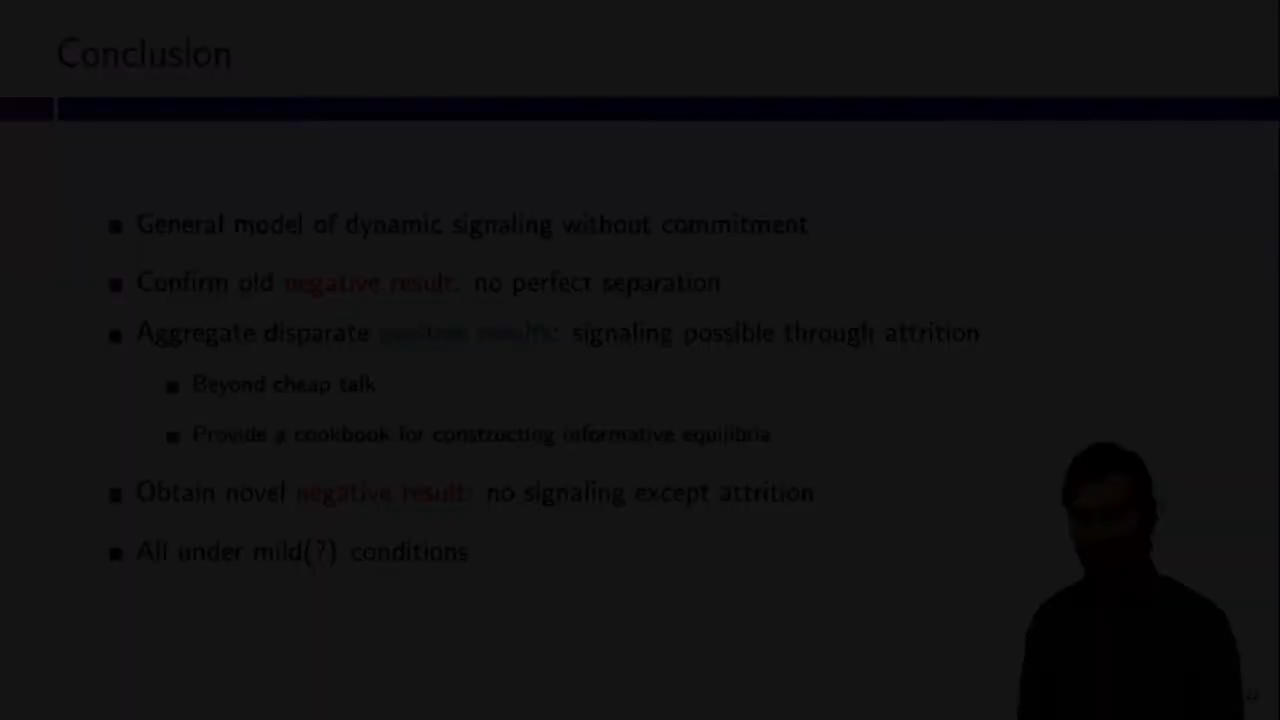 Conclusion
General model of dynamic signaling without commitment
Confirm old negative result: no perfect separation
Aggregate disparate positive results: signaling possible through attrition
Beyond cheap talk
Provide a cookbook for constructing informative equilibria
Obtain novel negative result: no signaling except attrition
All under mild(?) conditions